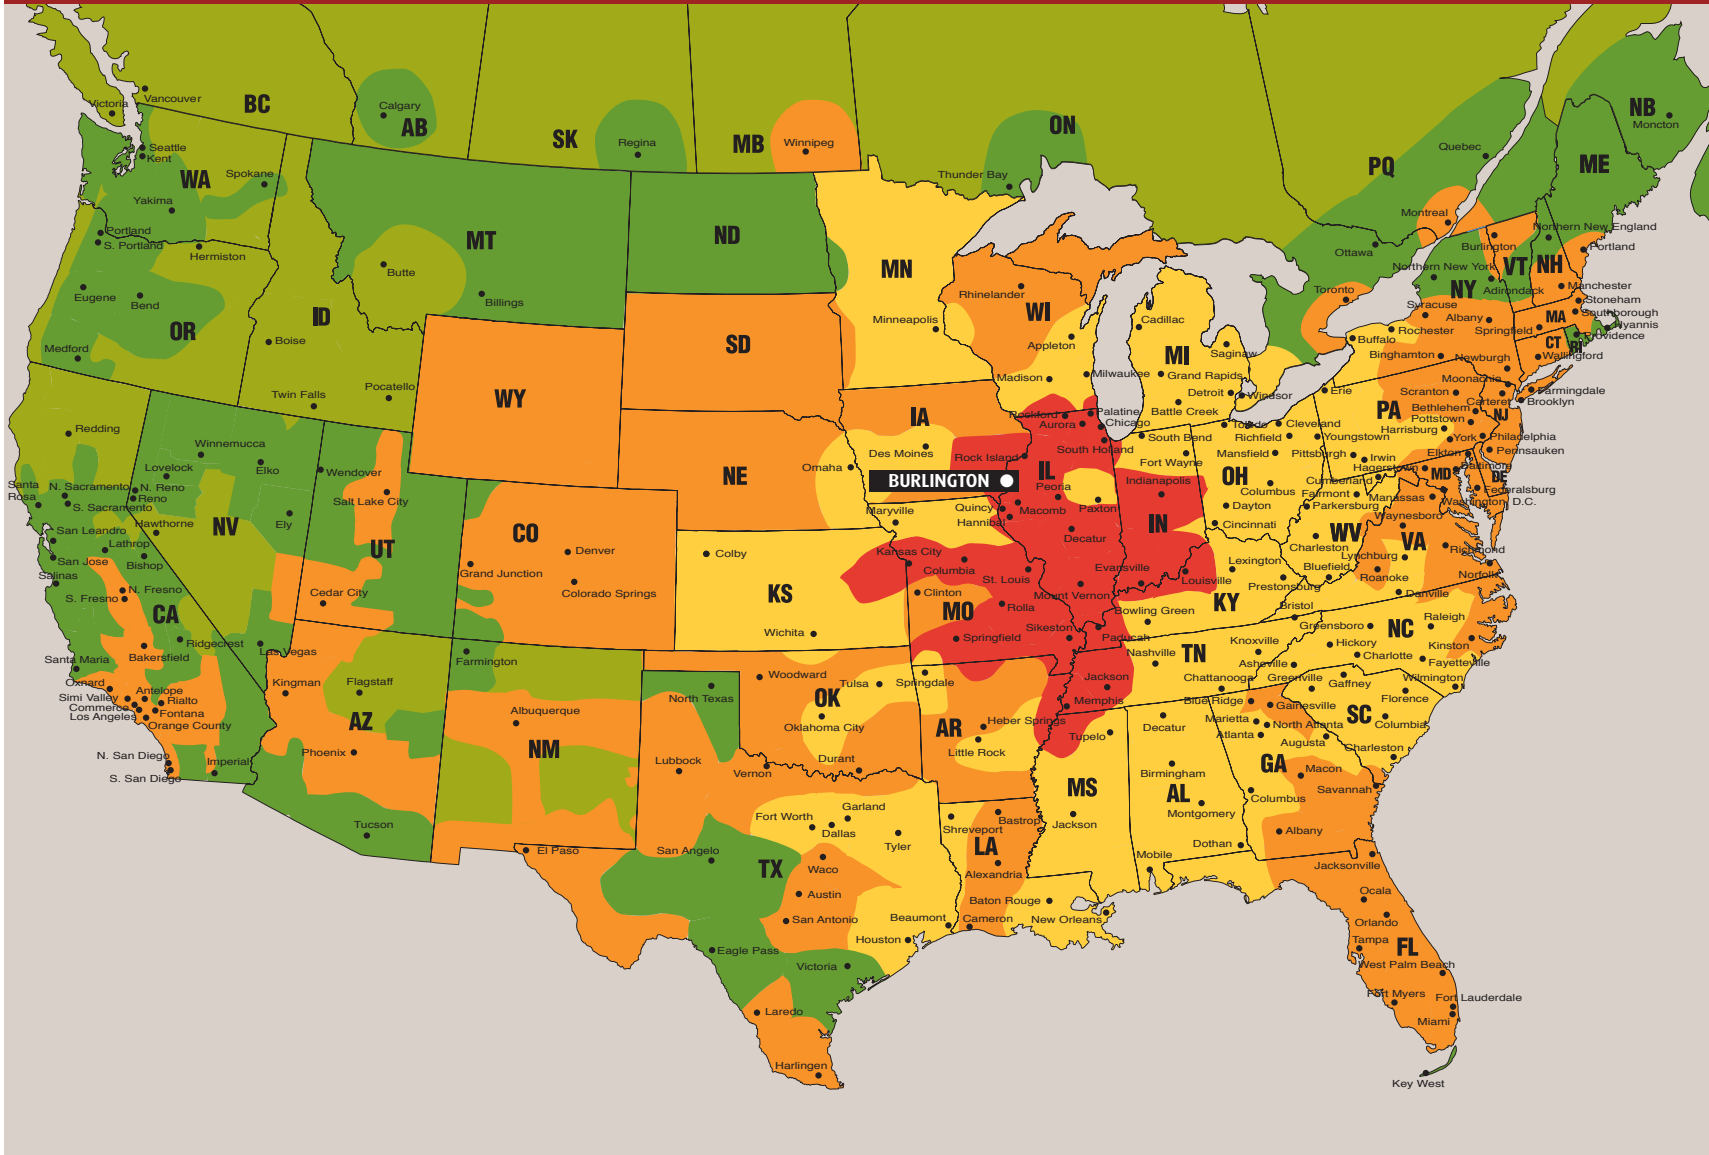 Victoria
Vancouver
BC
Calgary
AB
SK
Regina
MB
Winnipeg
ON
Thunder Bay
PQ
Quebec
Montreal
Ottawa
Toronto
NB
Moncton
ME
Seattle
Kent
WA
Spokane
Yakima
Portland
S. Portland
Hermiston
Eugene
Bend
OR
Medford
MT
Butte
Billings
ID
Boise
Twin Falls
Pocatello
ND
SD
WY
NE
Omaha
MN
Minneapolis
WI
Rhinelander
Appleton
Madison
Milwaukee
MI
Cadillac
Saginaw
Grand Rapids
Detroit
Windsor
Battle Creek
IA
Des Moines
BURLINGTON
Rockford
Palatine
Aurora
Chicago
South Holland
Rock Island
IL
Peoria
Macomb
Paxton
Quincy
Hannibal
Decatur
Mount Vernon
South Bend
Fort Wayne
Indianapolis
IN
Evansville
Toledo
Cleveland
Richfield
Youngstown
Mansfield
OH
Columbus
Dayton
Cincinnati
Northern New England
Portland
Burlington
VT
NH
Northern New York
NY
Adirondack
Manchester
Stoneham
Southborough
Hyannis
Providence
MA
CT
RI
Wallingford
Syracuse
Albany
Springfield
Rochester
Buffalo
Binghamton
Newburgh
Moonachie
Farmingdale
Brooklyn
Carteret
NJ
Erie
PA
Scranton
Bethlehem
Pottstown
Harrisburg
York
Philadelphia
Pennsauken
Pittsburgh
Irwin
Elkton
Hagerstown
Baltimore
MD
DE
Cumberland
Federalsburg
Washington, D.C.
Manassas
Fairmont
Parkersburg
WV
Charleston
Bluefield
Waynesboro
VA
Lynchburg
Richmond
Roanoke
Norfolk
Danville
Redding
Winnemucca
Lovelock
Elko
Wendover
Santa
Rosa
N. Sacramento
S. Sacramento
N. Reno
Reno
Hawthorne
NV
Ely
Salt Lake City
UT
Cedar City
San Leandro
Lathrop
San Jose
Bishop
Salinas
N. Fresno
S. Fresno
CA
Ridgecrest
Bakersfield
Las Vegas
Santa Maria
Oxnard
Simi Valley
Antelope
Rialto
Commerce
Fontana
Los Angeles
Orange County
N. San Diego
S. San Diego
Imperial
Kingman
Flagstaff
AZ
Phoenix
Tucson
CO
Denver
Grand Junction
Colorado Springs
Farmington
Albuquerque
NM
El Paso
Colby
KS
Wichita
Maryville
Kansas City
Columbia
St. Louis
Clinton
MO
Rolla
Springfield
Sikeston
Louisville
Lexington
Prestonsburg
KY
Bowling Green
Paducah
Nashville
TN
Knoxville
Bristol
Chattanooga
Jackson
Memphis
North Texas
Woodward
OK
Tulsa
Oklahoma City
Durant
Springdale
AR
Heber Springs
Little Rock
Lubbock
Vernon
Fort Worth
Garland
Dallas
Tyler
San Angelo
TX
Waco
Austin
San Antonio
Eagle Pass
Victoria
Houston
Beaumont
Laredo
Harlingen
Shreveport
Bastrop
LA
Alexandria
Baton Rouge
Cameron
New Orleans
Tupelo
MS
Jackson
Decatur
Birmingham
AL
Montgomery
Dothan
Mobile
Greensboro
Raleigh
NC
Hickory
Charlotte
Kinston
Fayetteville
Asheville
Wilmington
Greenville
Gaffney
Florence
SC
Columbia
Charleston
Blue Ridge
Gainesville
Marietta
North Atlanta
Atlanta
Augusta
GA
Macon
Columbus
Savannah
Albany
Jacksonville
Ocala
Orlando
Tampa
FL
West Palm Beach
Fort Myers
Fort Lauderdale
Miami
Key West